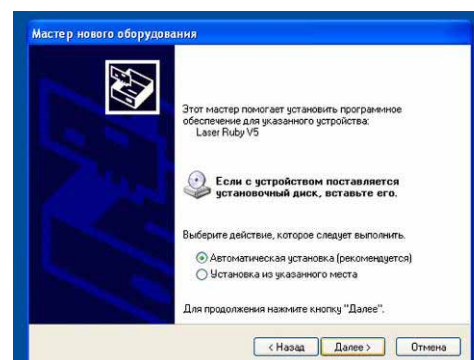 Мастер нового оборудования
Этот мастер помогает установить программное
обеспечение для указанного устройства:
Laser Ruby V5
Если с устройством поставляется
установочный диск, вставьте его.
Выберите действие, которое следует выполнить.
Автоматическая установка (рекомендуется)
Установка из указанного места
Для продолжения нажмите кнопку "Далее".
< Назад Далее > Отмена